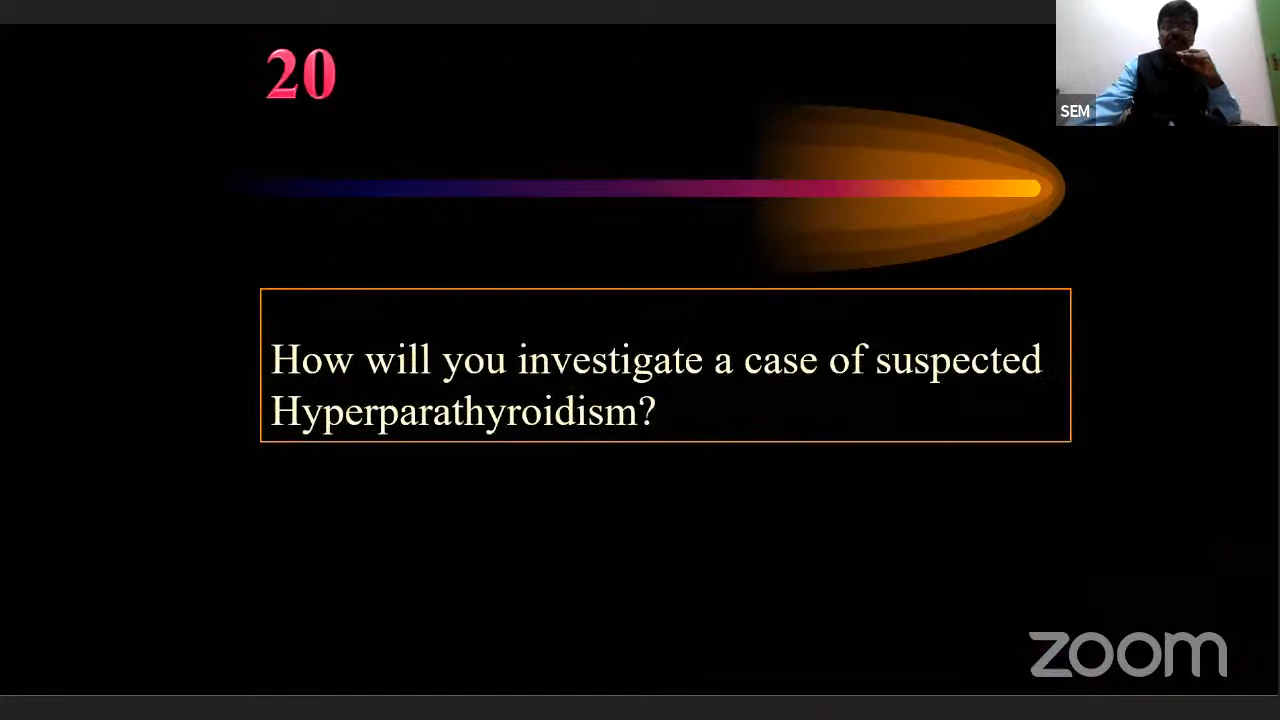 20
SEM
How will you investigate a case of suspected
Hyperparathyroidism?
zoom